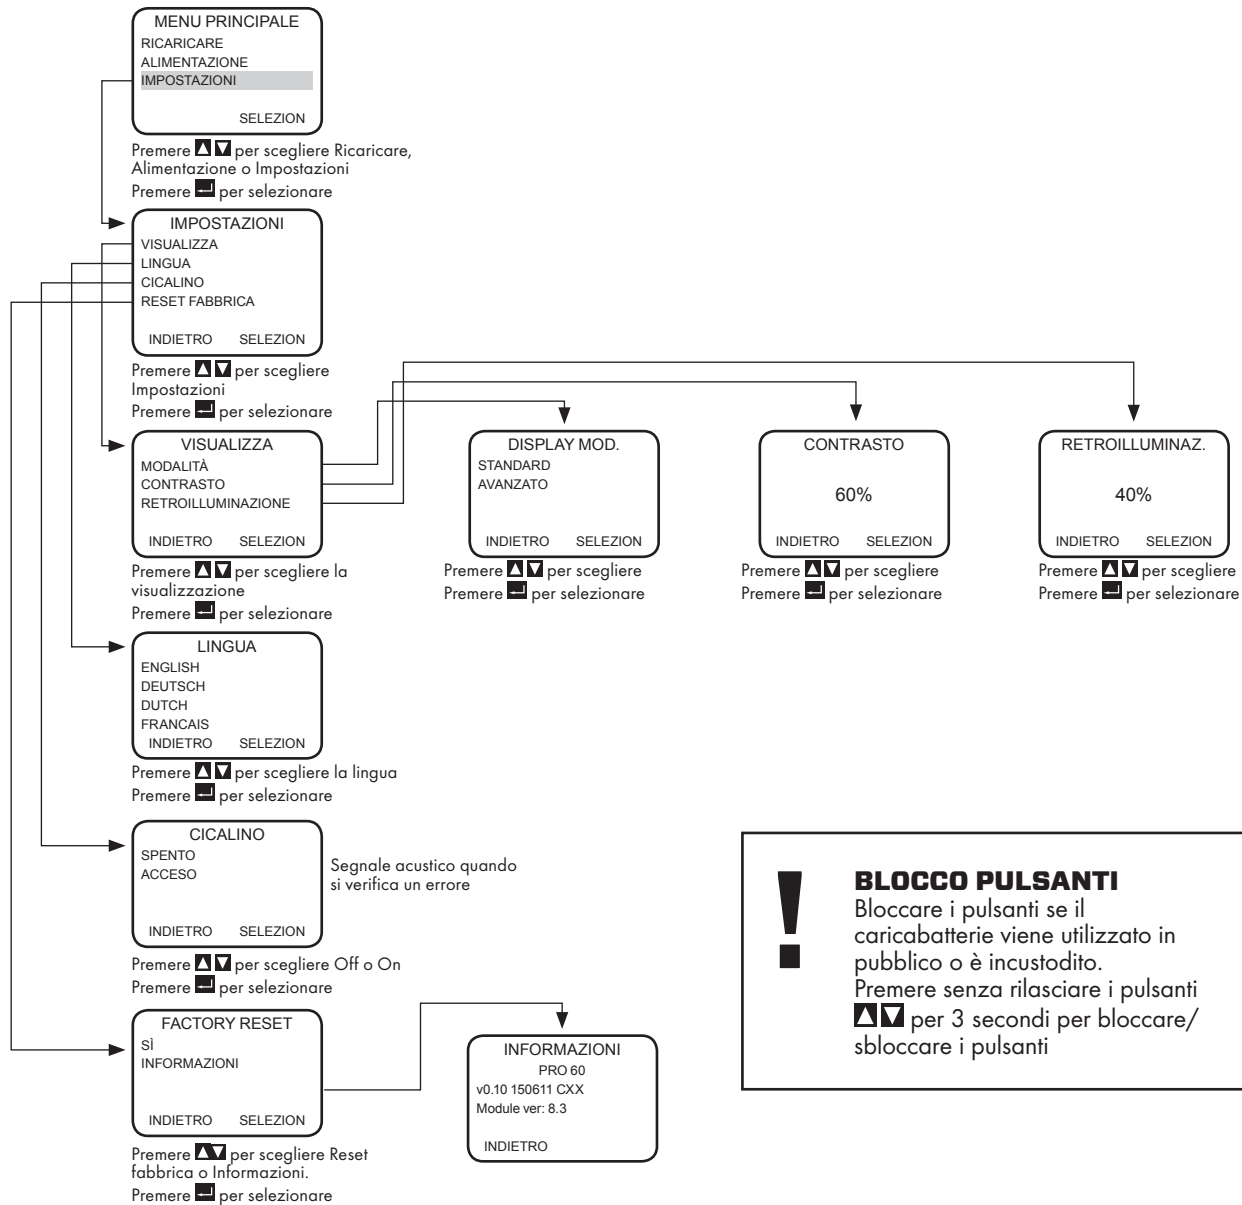 MENU PRINCIPALE
RICARICARE
ALIMENTAZIONE
IMPOSTAZIONI
SELEZION
Premere per scegliere Ricaricare,
Alimentazione o Impostazioni
Premere per selezionare
IMPOSTAZIONI
VISUALIZZA
LINGUA
CICALINO
RESET FABBRICA
INDIETRO SELEZION
Premere per scegliere
Impostazioni
Premere per selezionare
VISUALIZZA
MODALITÀ
CONTRASTO
RETROILLUMINAZIONE
INDIETRO SELEZION
Premere per scegliere la
visualizzazione
Premere per selezionare
DISPLAY MOD.
STANDARD
AVANZATO
INDIETRO SELEZION
Premere per scegliere
Premere per selezionare
CONTRASTO
60%
INDIETRO SELEZION
Premere per scegliere
Premere per selezionare
RETROILLUMINAZ.
40%
INDIETRO SELEZION
Premere per scegliere
Premere per selezionare
LINGUA
ENGLISH
DEUTSCH
DUTCH
FRANCAIS
INDIETRO SELEZION
Premere per scegliere la lingua
Premere per selezionare
CICALINO
SPENTO
ACCESO
INDIETRO SELEZION
Segnale acustico quando
si verifica un errore
Premere per scegliere Off o On
Premere per selezionare
FACTORY RESET
SÌ
INFORMAZIONI
INDIETRO SELEZION
Premere per scegliere Reset
fabbrica o Informazioni.
Premere per selezionare
INFORMAZIONI
PRO 60
v0.10 150611 CXX
Module ver: 8.3
INDIETRO
!
BLOCCO PULSANTI
Bloccare i pulsanti se il
caricabatterie viene utilizzato in
pubblico o è incustodito.
Premere senza rilasciare i pulsanti
per 3 secondi per bloccare/
sbloccare i pulsanti